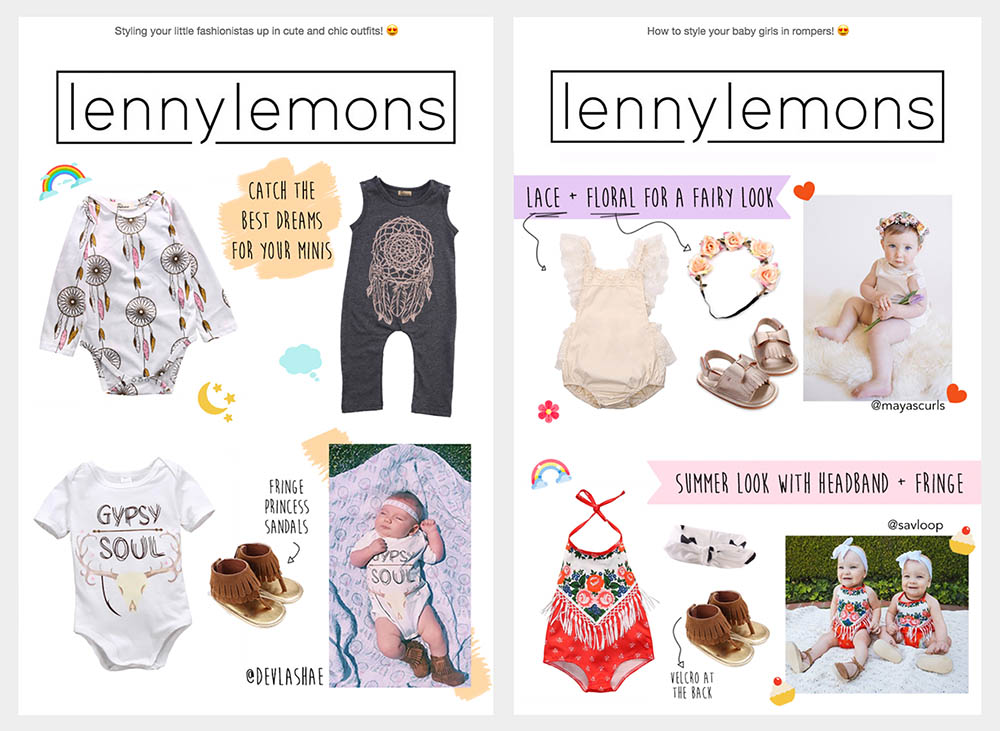 Styling your little fashionistas up in cute and chic outfits! 😍
lennylemons
CATCH THE
BEST DREAMS
FOR YOUR MINIS
GYPSY
SOUL
FRINGE
PRINCESS
SANDALS
GYPSY
SOUL
@DEVLASHAE
How to style your baby girls in rompers! 😍
lennylemons
LACE + FLORAL FOR A FAIRY LOOK
@mayascurls
SUMMER LOOK WITH HEADBAND + FRINGE
@savloop
VELCRO AT
THE BACK